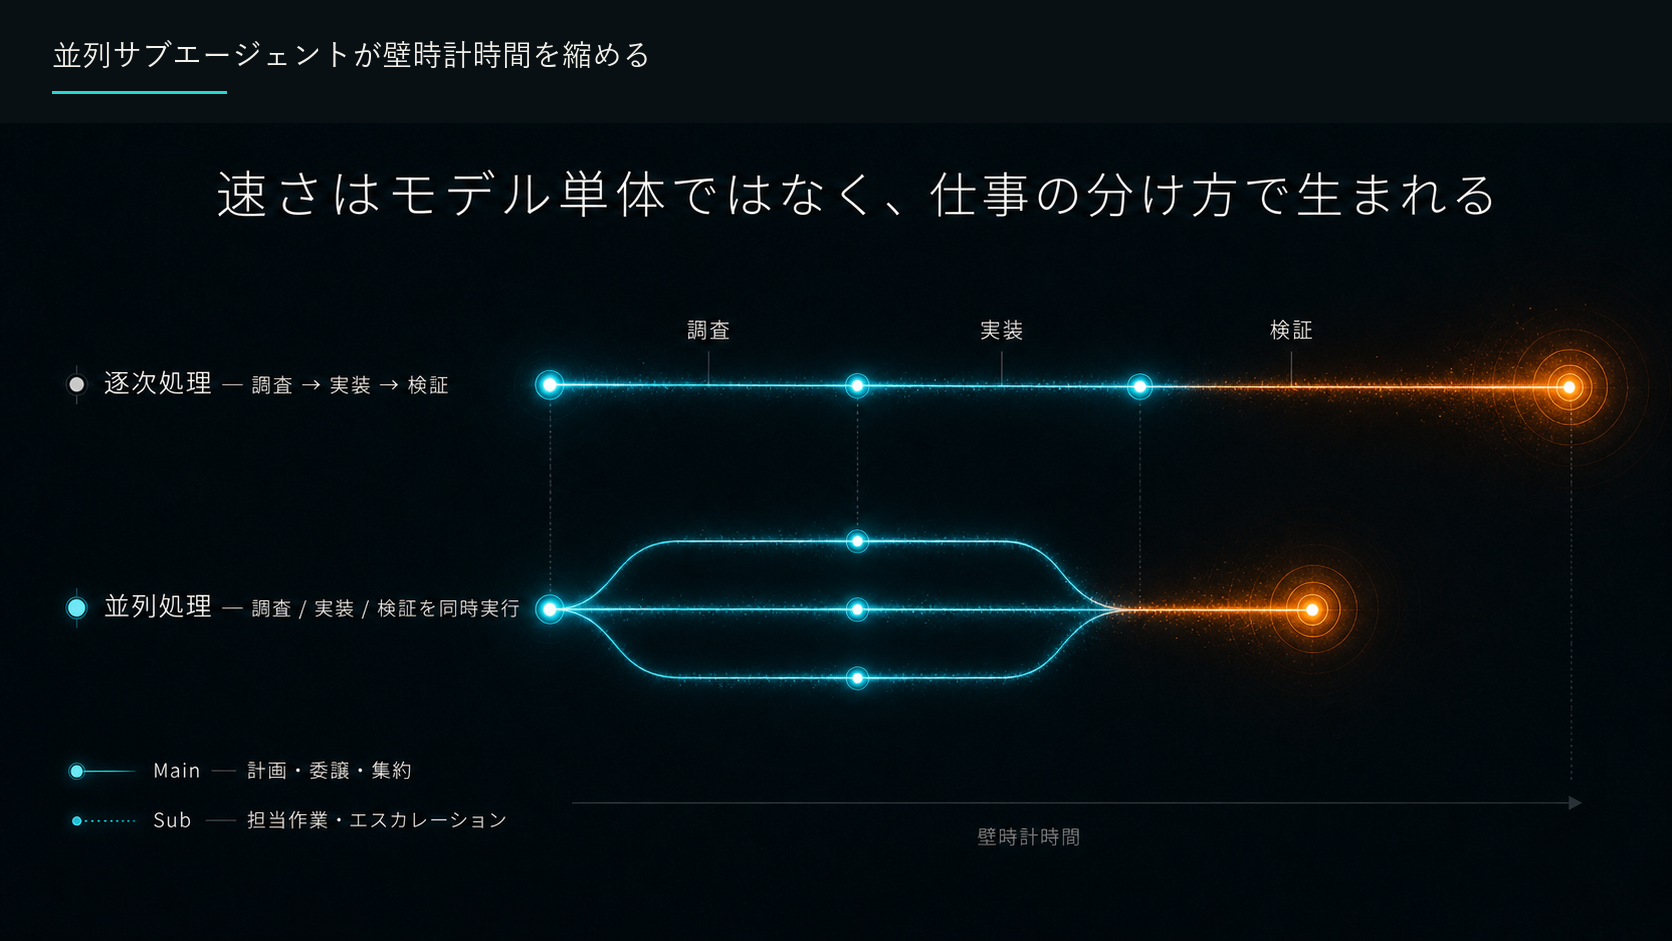 並列サブエージェントが壁時計時間を縮める
速さはモデル単体ではなく、仕事の分け方で生まれる
調査
実装
検証
逐次処理 — 調査 → 実装 → 検証
並列処理 — 調査 / 実装 / 検証を同時実行
Main — 計画・委譲・集約
Sub — 担当作業・エスカレーション
壁時計時間